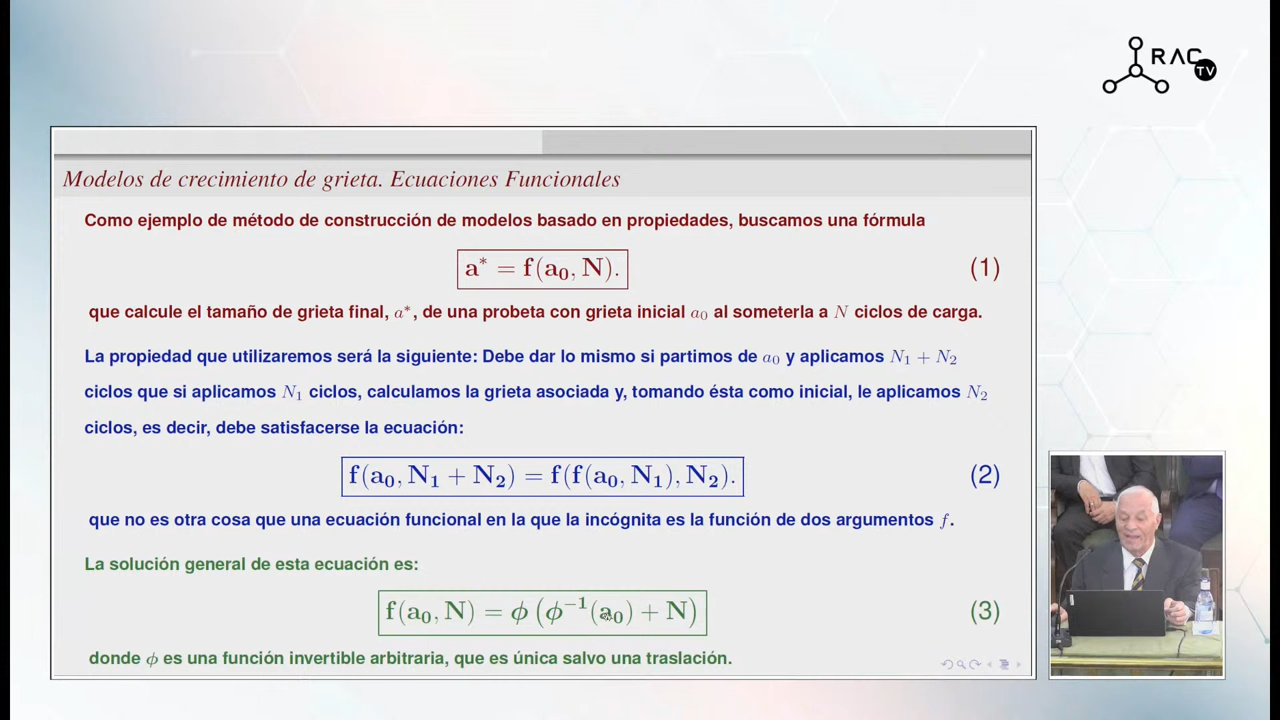 RAC
TV
Modelos de crecimiento de grieta. Ecuaciones Funcionales
Como ejemplo de método de construcción de modelos basado en propiedades, buscamos una fórmula
a* = f(a₀, N). (1)
que calcule el tamaño de grieta final, a*, de una probeta con grieta inicial a₀ al someterla a N ciclos de carga.
La propiedad que utilizaremos será la siguiente: Debe dar lo mismo si partimos de a₀ y aplicamos N₁ + N₂
ciclos que si aplicamos N₁ ciclos, calculamos la grieta asociada y, tomando ésta como inicial, le aplicamos N₂
ciclos, es decir, debe satisfacerse la ecuación:
f(a₀, N₁ + N₂) = f(f(a₀, N₁), N₂). (2)
que no es otra cosa que una ecuación funcional en la que la incógnita es la función de dos argumentos f.
La solución general de esta ecuación es:
f(a₀, N) = ϕ (ϕ⁻¹(a₀) + N) (3)
donde ϕ es una función invertible arbitraria, que es única salvo una traslación.